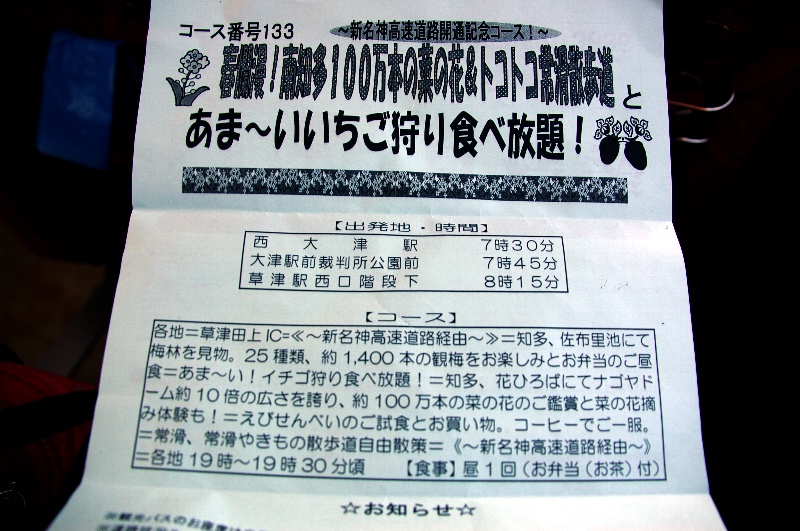 コース番号133
～新名神高速道路開通記念コース！～
春爛漫！南知多100万本の菜の花&トコトコ常滑散歩道と
あま～いいちご狩り食べ放題！
【出発地・時間】
西大津駅 7時30分
大津駅前裁判所公園前 7時45分
草津駅西口階段下 8時15分
【コース】
各地＝草津田上IC＝≪～新名神高速道路経由～≫＝知多、佐布里池にて
梅林を見物。25種類、約1,400本の観梅をお楽しみとお弁当のご昼
食＝あま～い！イチゴ狩り食べ放題！＝知多、花ひろばにてナゴヤド
ーム約10倍の広さを誇り、約100万本の菜の花のご鑑賞と菜の花摘
み体験も！＝えびせんべいのご試食とお買い物。コーヒーでご一服。
＝常滑、常滑やきもの散歩道自由散策＝《～新名神高速道路経由～》
＝各地19時～19時30分頃 【食事】昼1回（お弁当（お茶）付）
☆お知らせ☆
※観光バスのお座席は